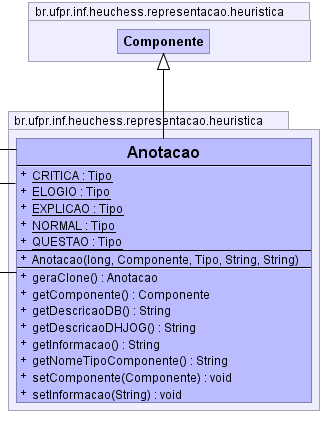 br.ufpr.inf.heuchess.representacao.heuristica
Componente
br.ufpr.inf.heuchess.representacao.heuristica
Anotacao
+ CRITICA : Tipo
+ ELOGIO : Tipo
+ EXPLICAO : Tipo
+ NORMAL : Tipo
+ QUESTAO : Tipo
+ Anotacao(long, Componente, Tipo, String, String)
+ geraClone() : Anotacao
+ getComponente() : Componente
+ getDescricaoDB() : String
+ getDescricaoDHJOG() : String
+ getInformacao() : String
+ getNomeTipoComponente() : String
+ setComponente(Componente) : void
+ setInformacao(String) : void